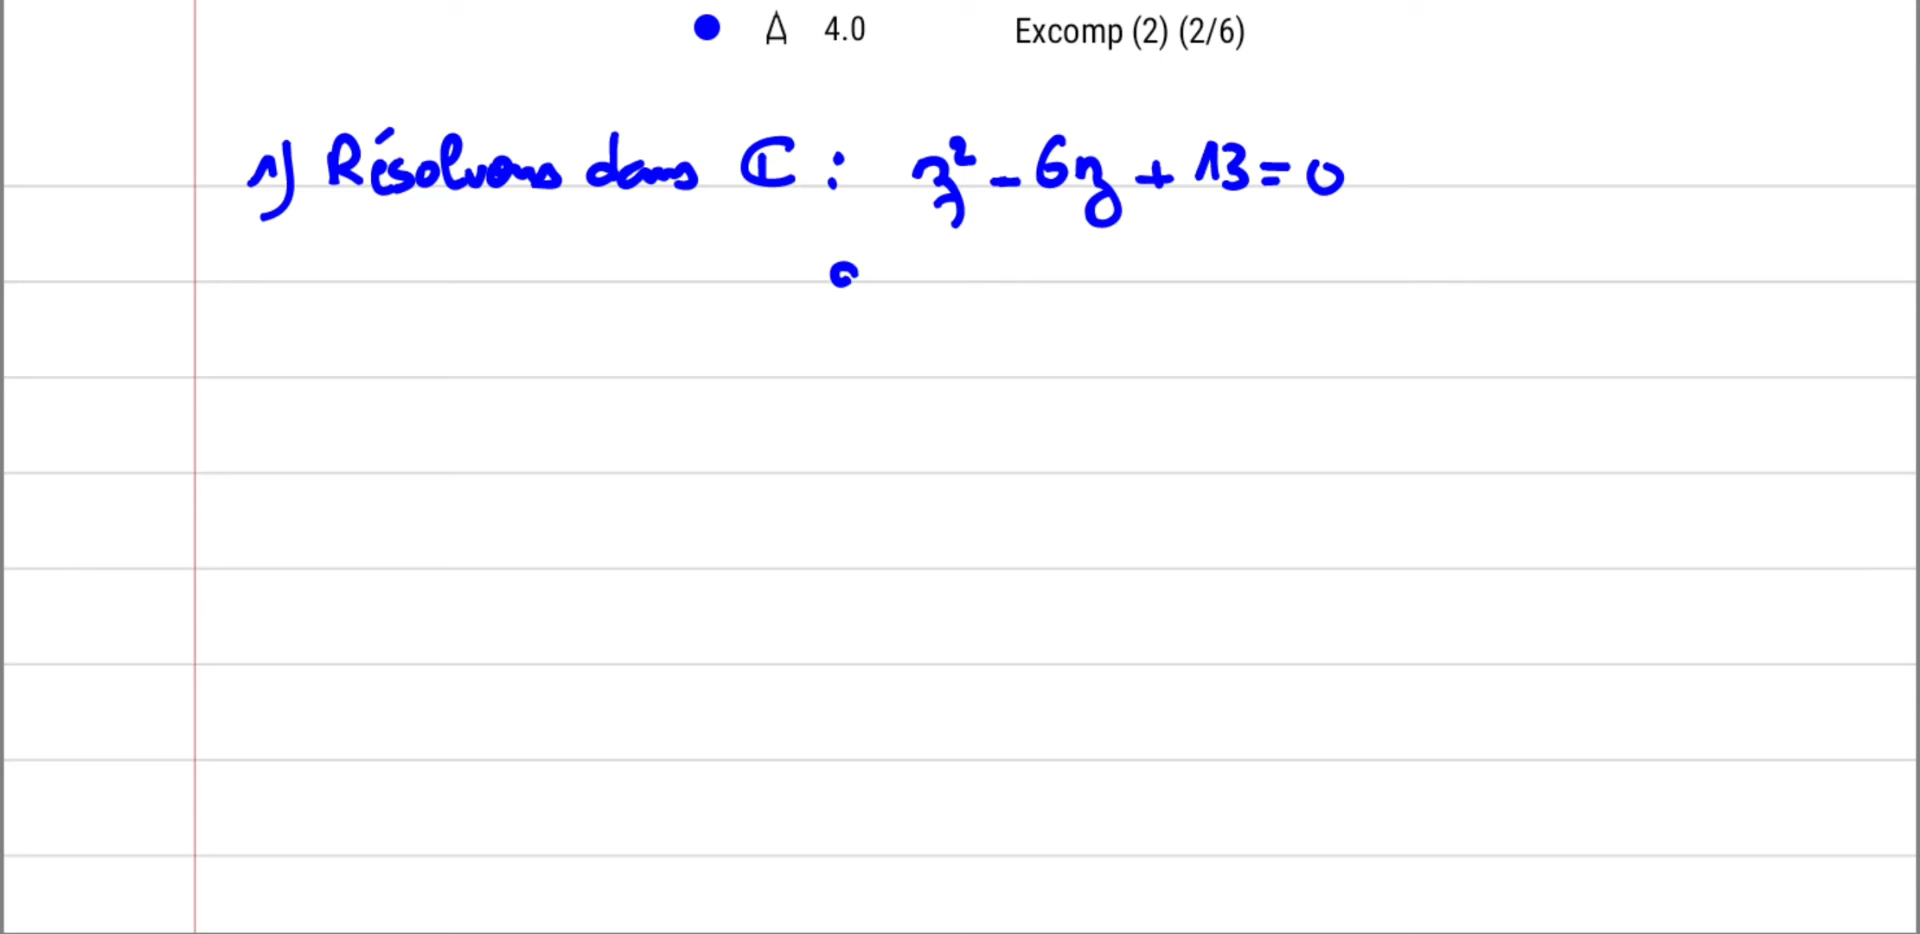 Δ 4.0 Excomp (2) (2/6)
1) Résolvons dans ℂ : z² - 6z + 13 = 0